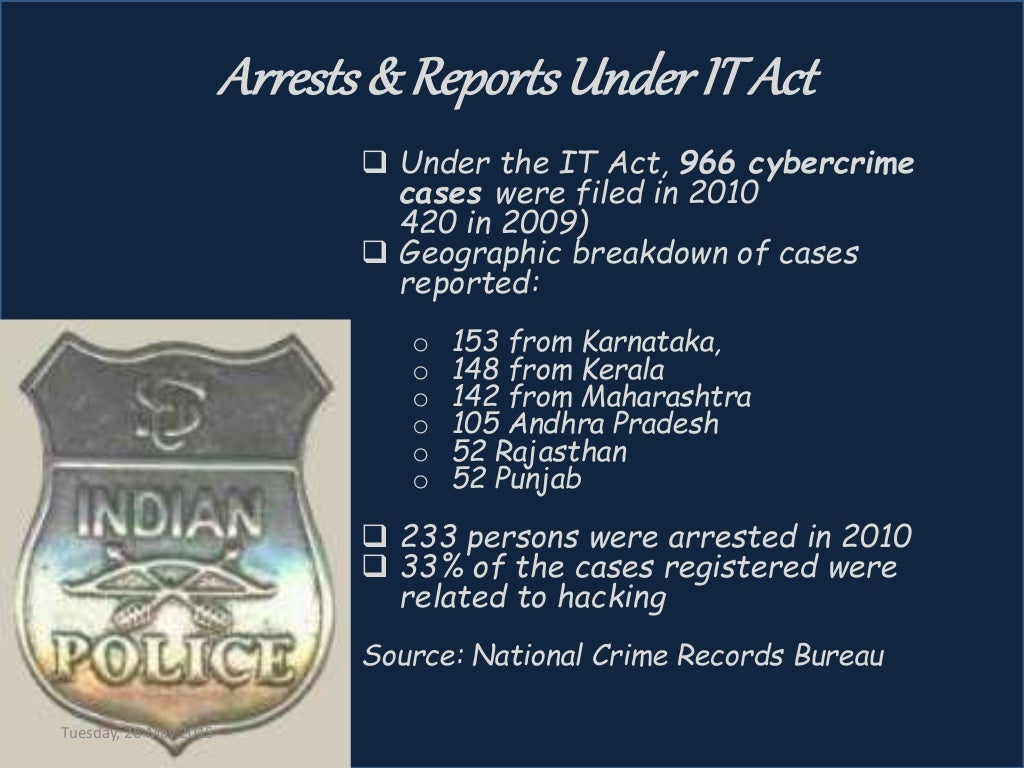 Arrests & Reports Under IT Act
❑ Under the IT Act, 966 cybercrime
cases were filed in 2010
420 in 2009)
❑ Geographic breakdown of cases
reported:
o 153 from Karnataka,
o 148 from Kerala
o 142 from Maharashtra
o 105 Andhra Pradesh
o 52 Rajasthan
o 52 Punjab
❑ 233 persons were arrested in 2010
❑ 33% of the cases registered were
related to hacking
Source: National Crime Records Bureau
INDIAN
POLICE
Tuesday, 26 May 2015